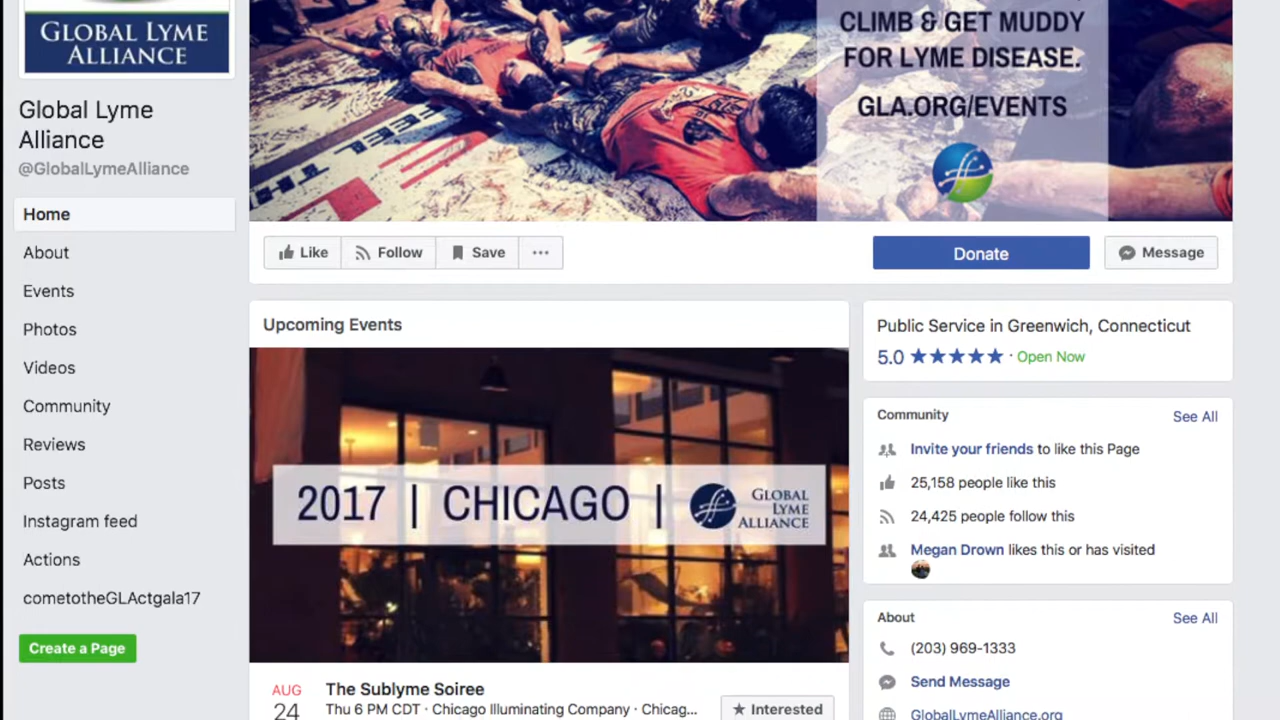 GLOBAL LYME
ALLIANCE
Global Lyme
Alliance
@GlobalLymeAlliance
Home
About
Events
Photos
Videos
Community
Reviews
Posts
Instagram feed
Actions
cometotheGLActgala17
Create a Page
CLIMB & GET MUDDY
FOR LYME DISEASE.
GLA.ORG/EVENTS
Like
Follow
Save
Donate
Message
Upcoming Events
2017 | CHICAGO |
GLOBAL
LYME
ALLIANCE
AUG
24
The Sublyme Soiree
Thu 6 PM CDT · Chicago Illuminating Company · Chicag...
Interested
Public Service in Greenwich, Connecticut
5.0 ★★★★★ · Open Now
Community
See All
Invite your friends to like this Page
25,158 people like this
24,425 people follow this
Megan Drown likes this or has visited
About
See All
(203) 969-1333
Send Message
GlobalLymeAlliance.org